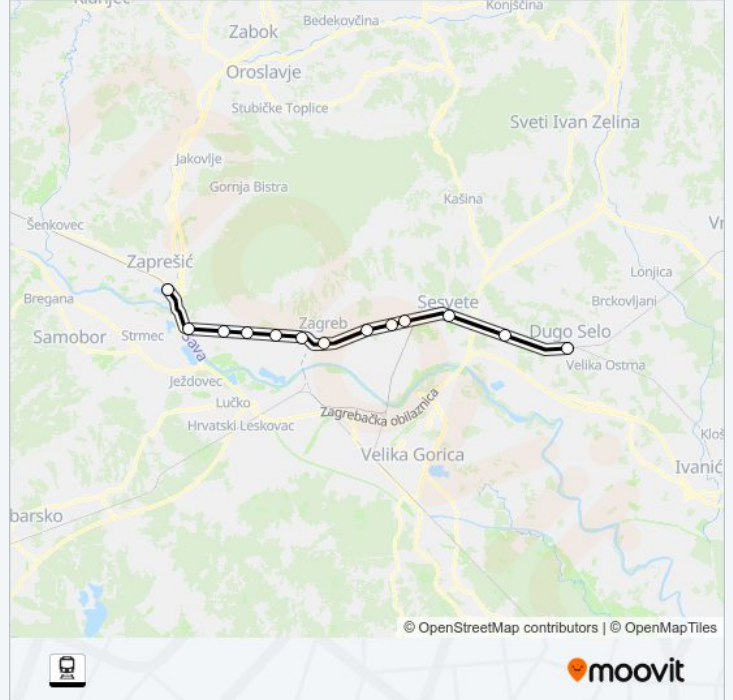 Konjščina
Bedekovčina
Zabok
Oroslavje
Stubičke Toplice
Sveti Ivan Zelina
Jakovlje
Gornja Bistra
Kašina
Šenkovec
Zaprešić
Lonjica
Bregana
Sesvete
Brckovljani
Zagreb
Dugo Selo
Samobor
Strmec
Sava
Velika Ostrna
Ježdovec
Lučko
Zagrebačka obilaznica
Hrvatski Leskovac
Velika Gorica
Ivanić
barsko
© OpenStreetMap contributors | © OpenMapTiles
moovit